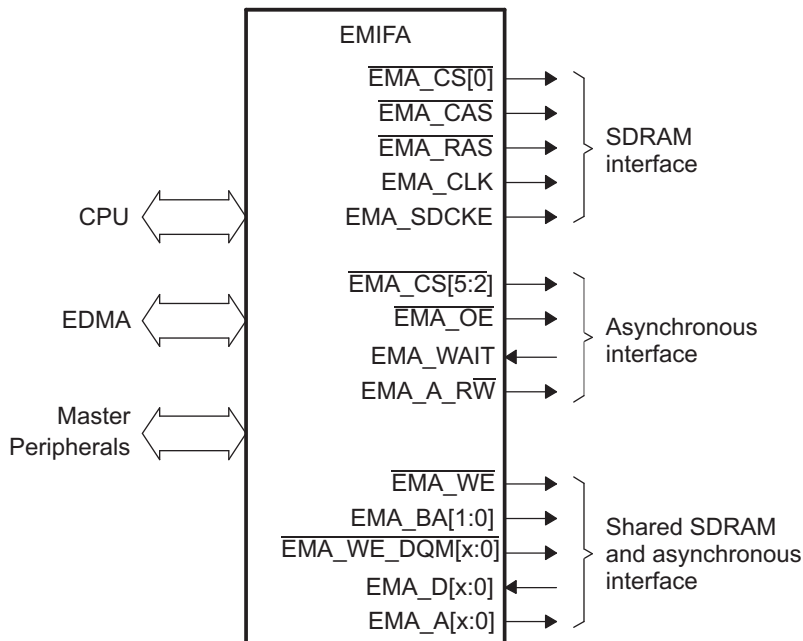 EMIFA
EMA_CS[0]
EMA_CAS
EMA_RAS
EMA_CLK
EMA_SDCKE
SDRAM
interface
CPU
EMA_CS[5:2]
EMA_OE
EMA_WAIT
EMA_A_RW
Asynchronous
interface
EDMA
Master
Peripherals
EMA_WE
EMA_BA[1:0]
EMA_WE_DQM[x:0]
EMA_D[x:0]
EMA_A[x:0]
Shared SDRAM
and asynchronous
interface